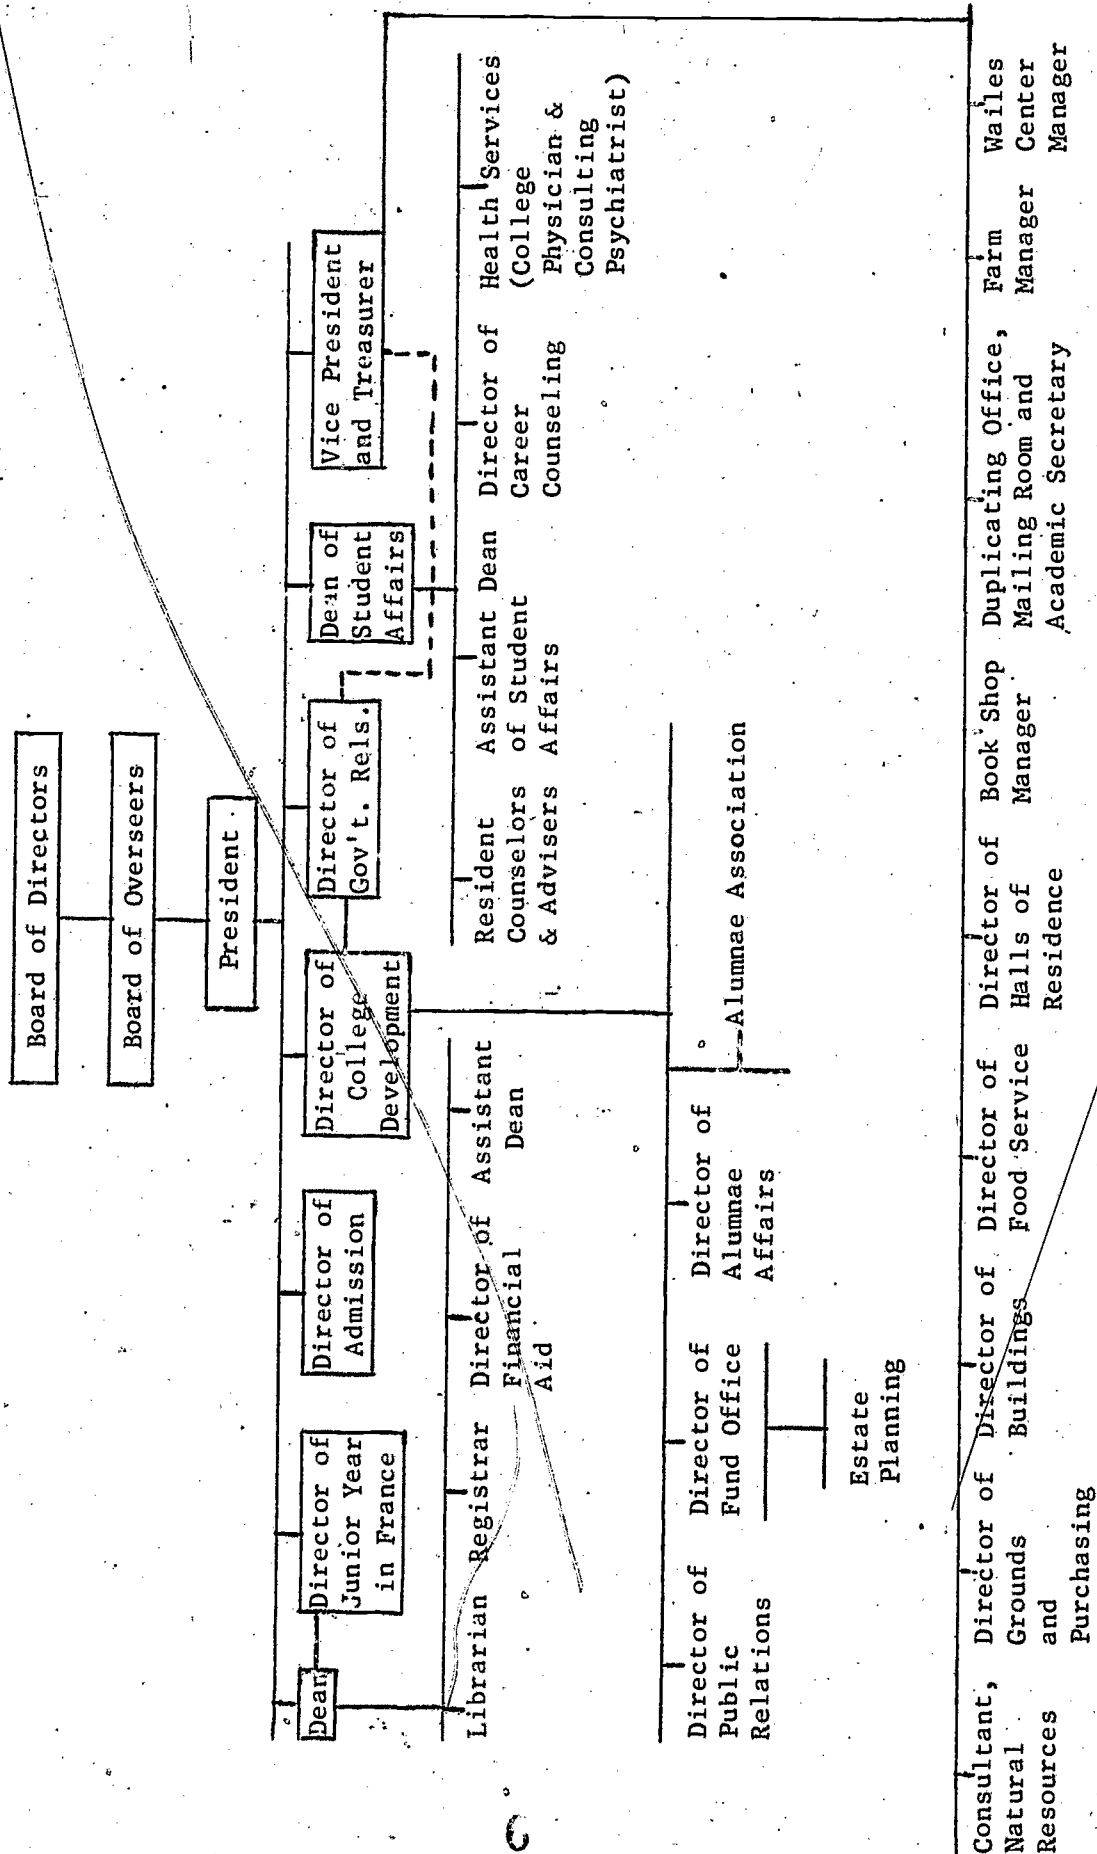 Board of Directors
Board of Overseers
President
Dean
Director of
Junior Year
in France
Director of
Admission
Director of
College
Development
Director of
Gov't. Rels.
Dean of
Student
Affairs
Vice President
and Treasurer
Librarian
Registrar
Director of
Financial
Aid
Assistant
Dean
Resident
Counselors
& Advisers
Assistant Dean
of Student
Affairs
Director of
Career
Counseling
Health Services
(College
Physician &
Consulting
Psychiatrist)
Director of
Public
Relations
Director of
Fund Office
Estate
Planning
Director of
Alumnae
Affairs
Alumnae Association
Consultant,
Natural
Resources
Director of
Grounds
and
Purchasing
Director of
Buildings
Director of
Food Service
Director of
Halls of
Residence
Book Shop
Manager
Duplicating Office,
Mailing Room and
Academic Secretary
Farm
Manager
Wailes
Center
Manager